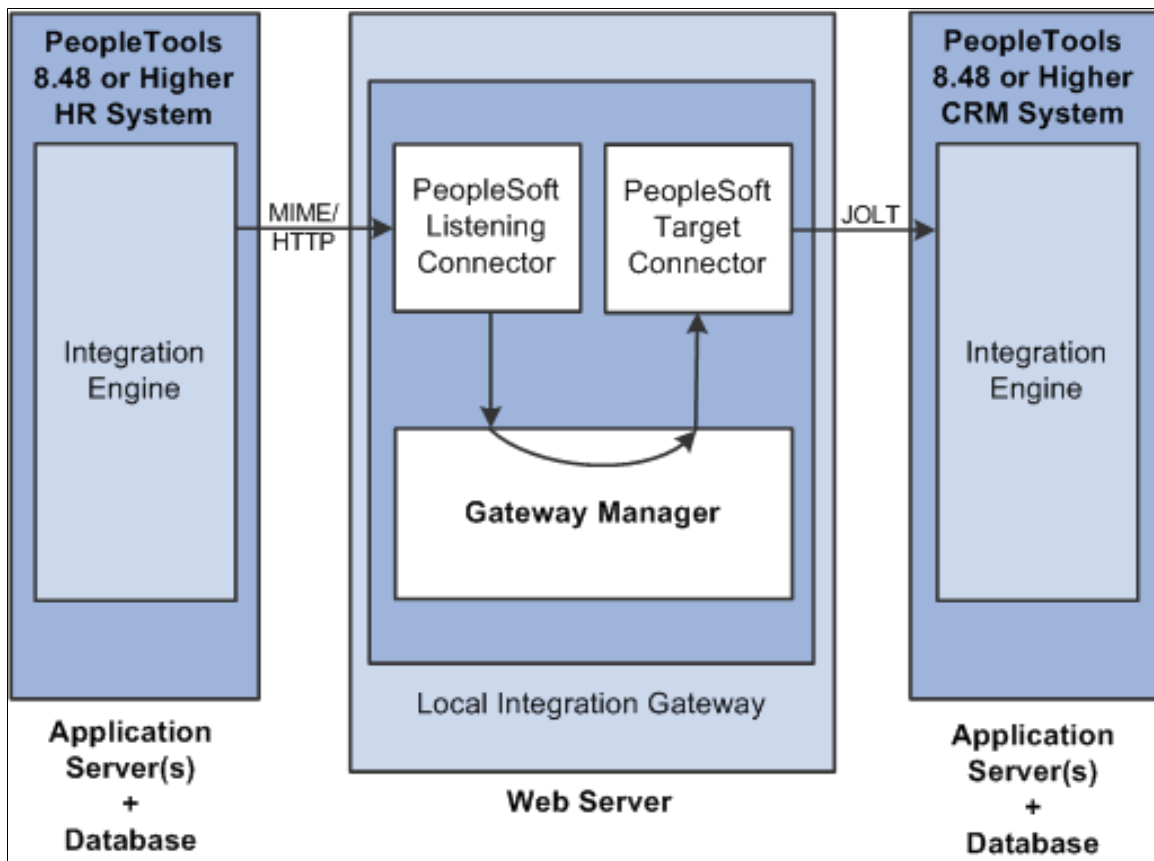 PeopleTools
8.48 or Higher
HR System
Integration
Engine
Application
Server(s)
+
Database
MIME/
HTTP
PeopleSoft
Listening
Connector
PeopleSoft
Target
Connector
Gateway Manager
Local Integration Gateway
Web Server
JOLT
PeopleTools
8.48 or Higher
CRM System
Integration
Engine
Application
Server(s)
+
Database